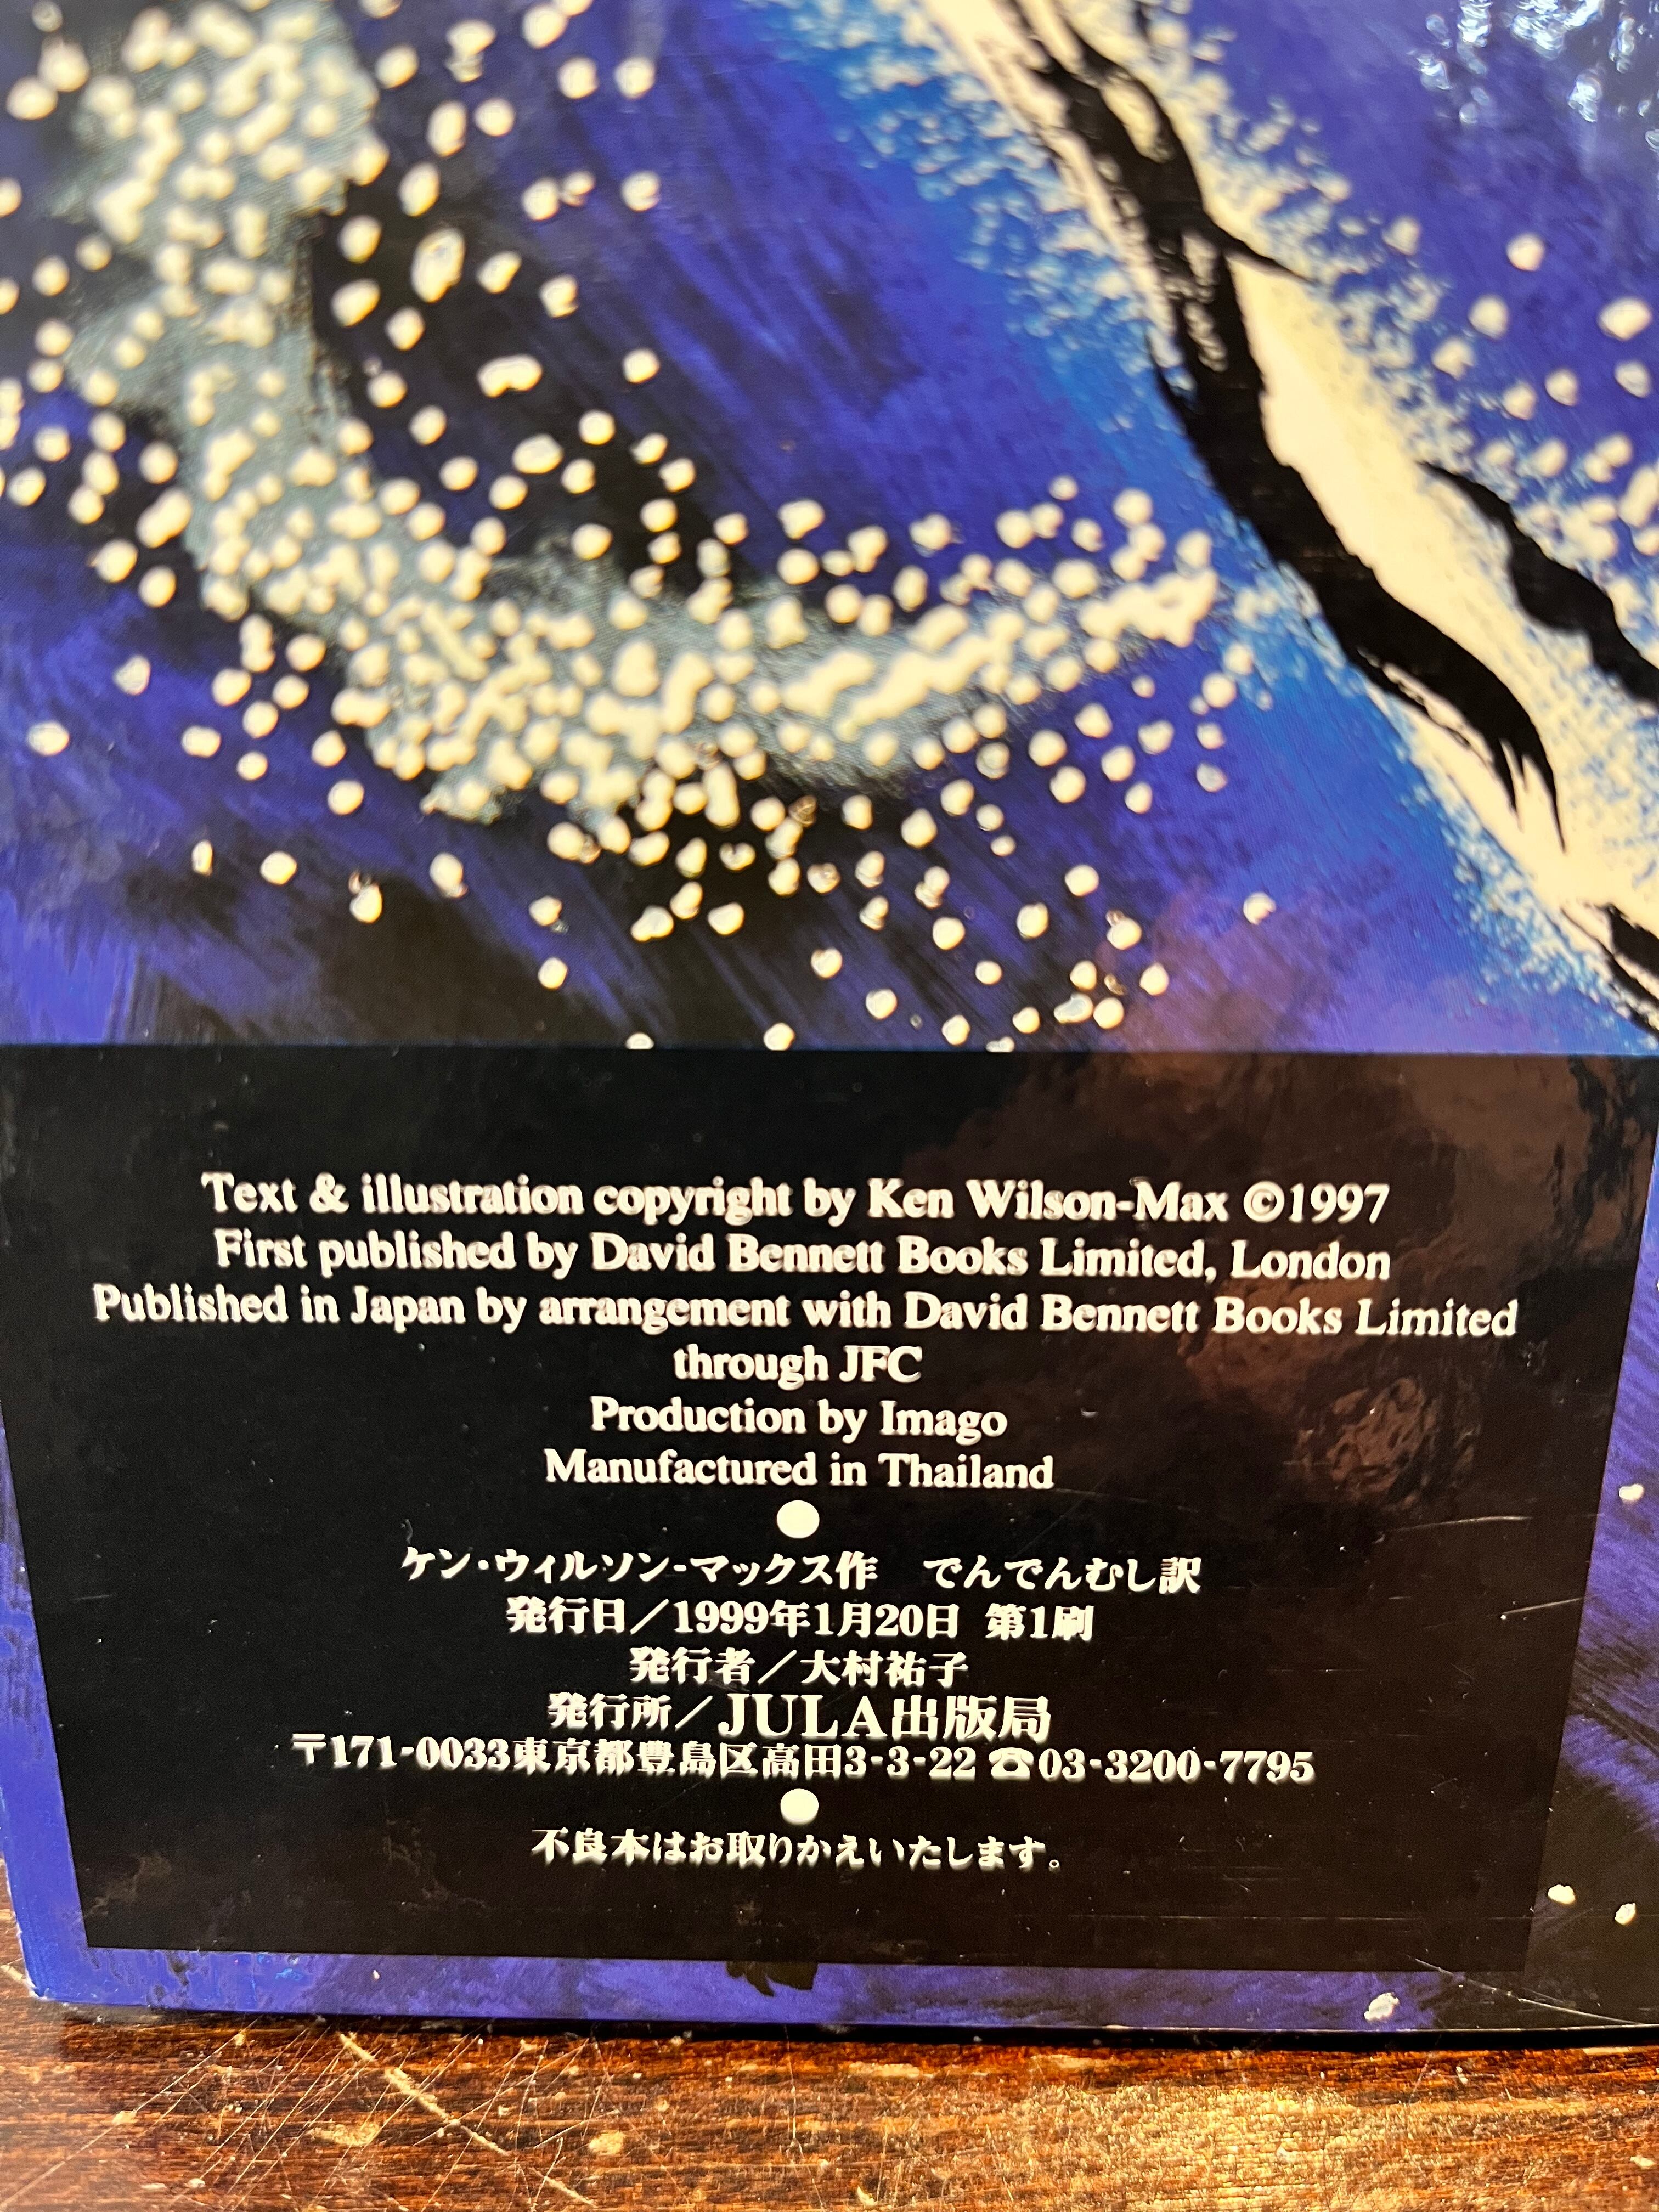 Text & illustration copyright by Ken Wilson-Max ©1997
First published by David Bennett Books Limited, London
Published in Japan by arrangement with David Bennett Books Limited
through JFC
Production by Imago
Manufactured in Thailand
●
ケン・ウィルソン-マックス作　でんでんむし訳
発行日／1999年1月20日 第1刷
発行者／大村祐子
発行所／JULA出版局
〒171-0033東京都豊島区高田3-3-22 ☎03-3200-7795
●
不良本はお取りかえいたします。